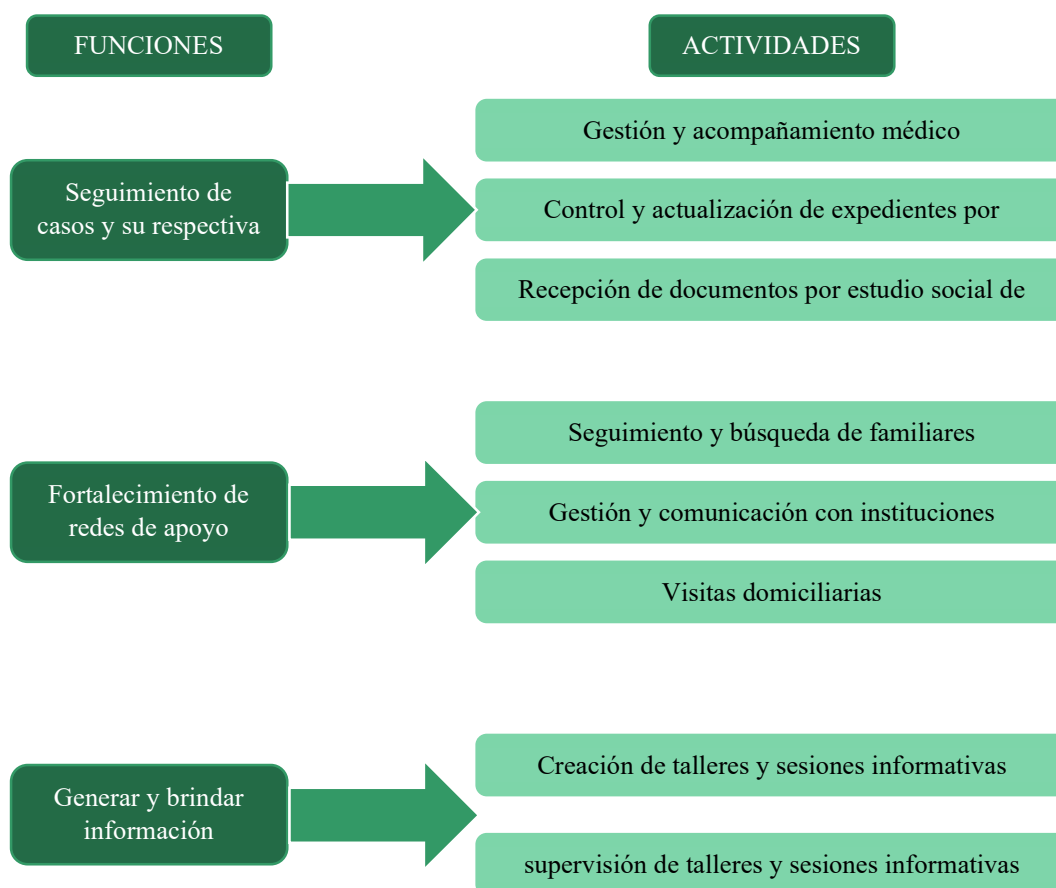 FUNCIONES
ACTIVIDADES
Seguimiento de
casos y su respectiva
Gestión y acompañamiento médico
Control y actualización de expedientes por
Recepción de documentos por estudio social de
Fortalecimiento de
redes de apoyo
Seguimiento y búsqueda de familiares
Gestión y comunicación con instituciones
Visitas domiciliarias
Generar y brindar
información
Creación de talleres y sesiones informativas
supervisión de talleres y sesiones informativas